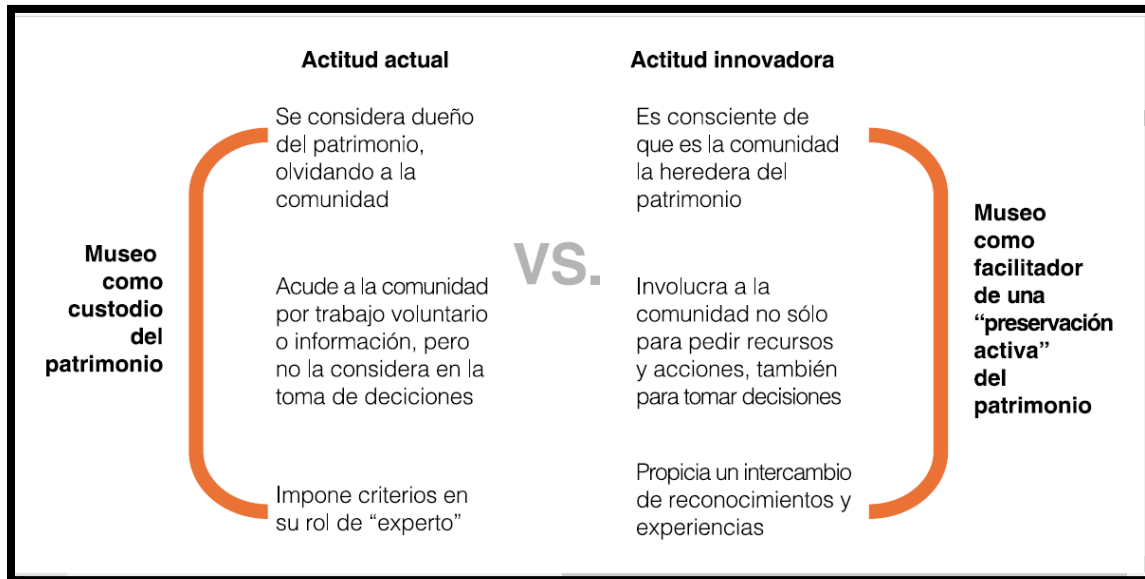 Actitud actual
Actitud innovadora
Se considera dueño
del patrimonio,
olvidando a la
comunidad
Es consciente de
que es la comunidad
la heredera del
patrimonio
Museo
como
custodio
del
patrimonio
VS.
Museo
como
facilitador
de una
“preservación
activa”
del
patrimonio
Acude a la comunidad
por trabajo voluntario
o información, pero
no la considera en la
toma de deciciones
Involucra a la
comunidad no sólo
para pedir recursos
y acciones, también
para tomar decisiones
Impone criterios en
su rol de “experto”
Propicia un intercambio
de reconocimientos y
experiencias